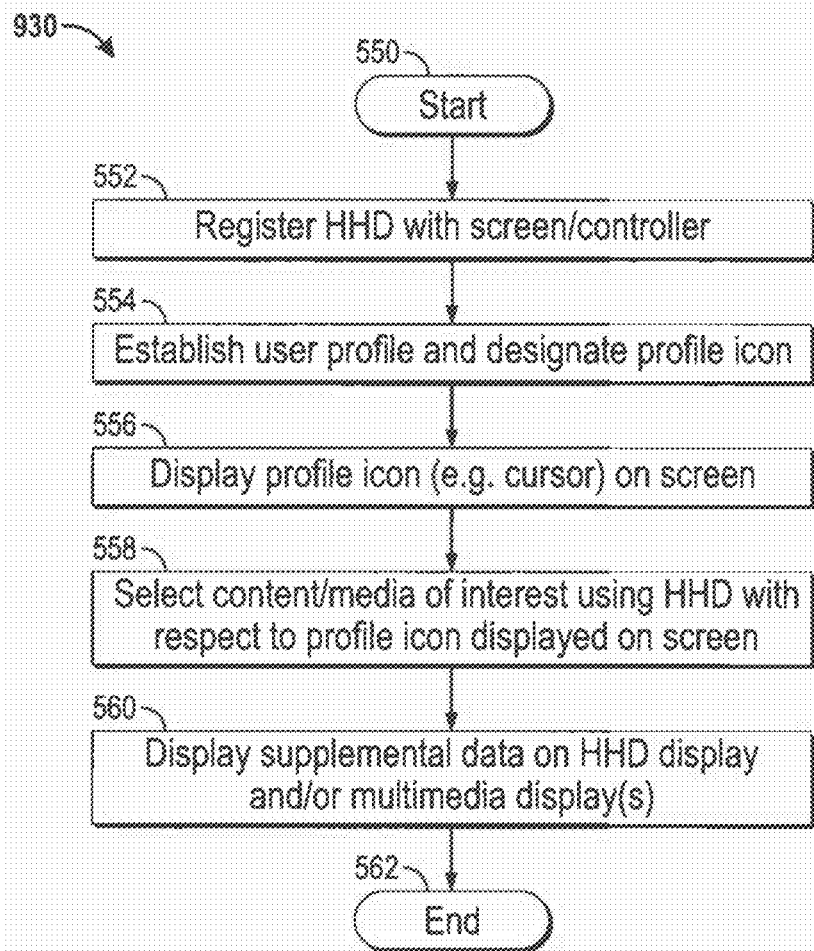 930
550
Start
552
Register HHD with screen/controller
554
Establish user profile and designate profile icon
556
Display profile icon (e.g. cursor) on screen
558
Select content/media of interest using HHD with
respect to profile icon displayed on screen
560
Display supplemental data on HHD display
and/or multimedia display(s)
562
End